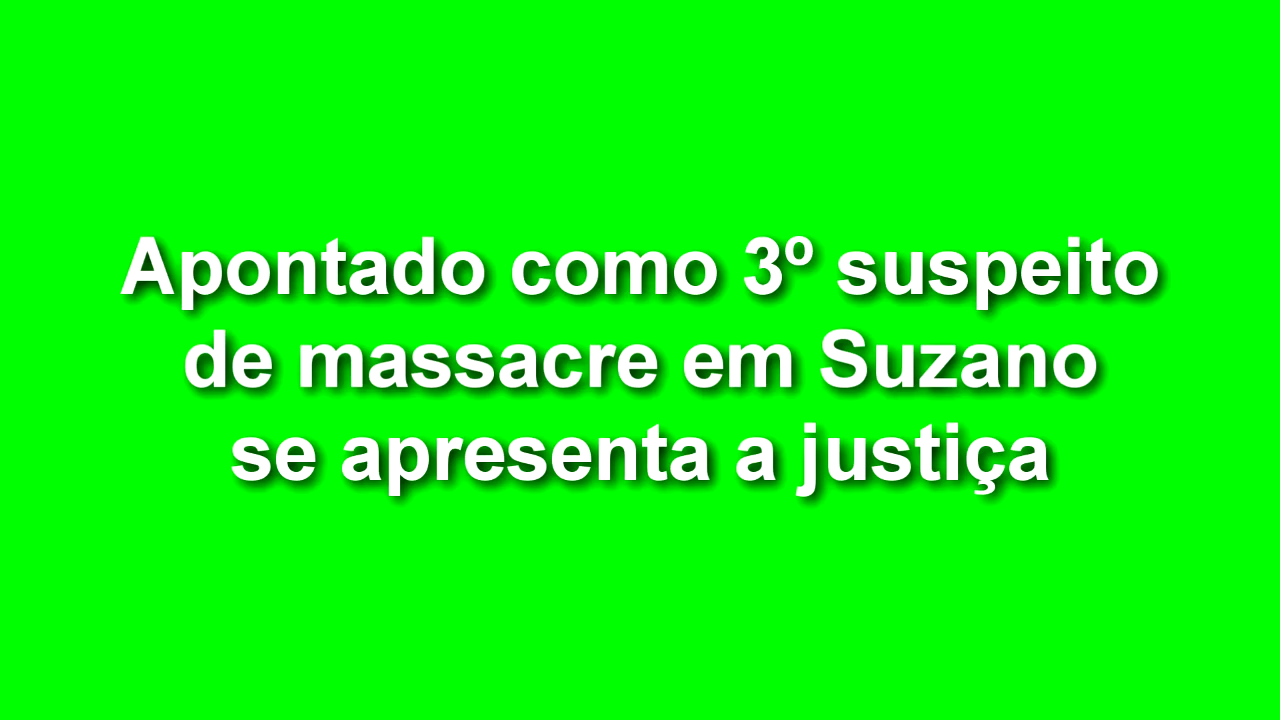 Apontado como 3º suspeito
de massacre em Suzano
se apresenta a justiça